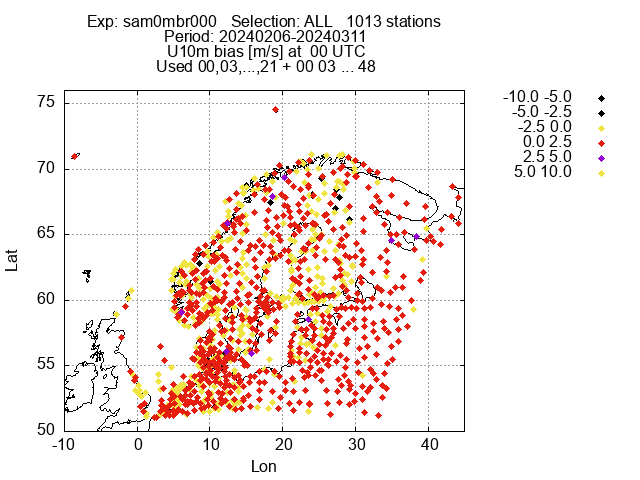 Exp: sam0mbr000   Selection: ALL   1013 stations
Period: 20240206-20240311
U10m bias [m/s] at  00 UTC
Used 00,03,...,21 + 00 03 ... 48
-10.0 -5.0
-5.0 -2.5
-2.5 0.0
0.0 2.5
2.5 5.0
5.0 10.0
75
70
65
60
55
50
Lat
-10 0 10 20 30 40
Lon